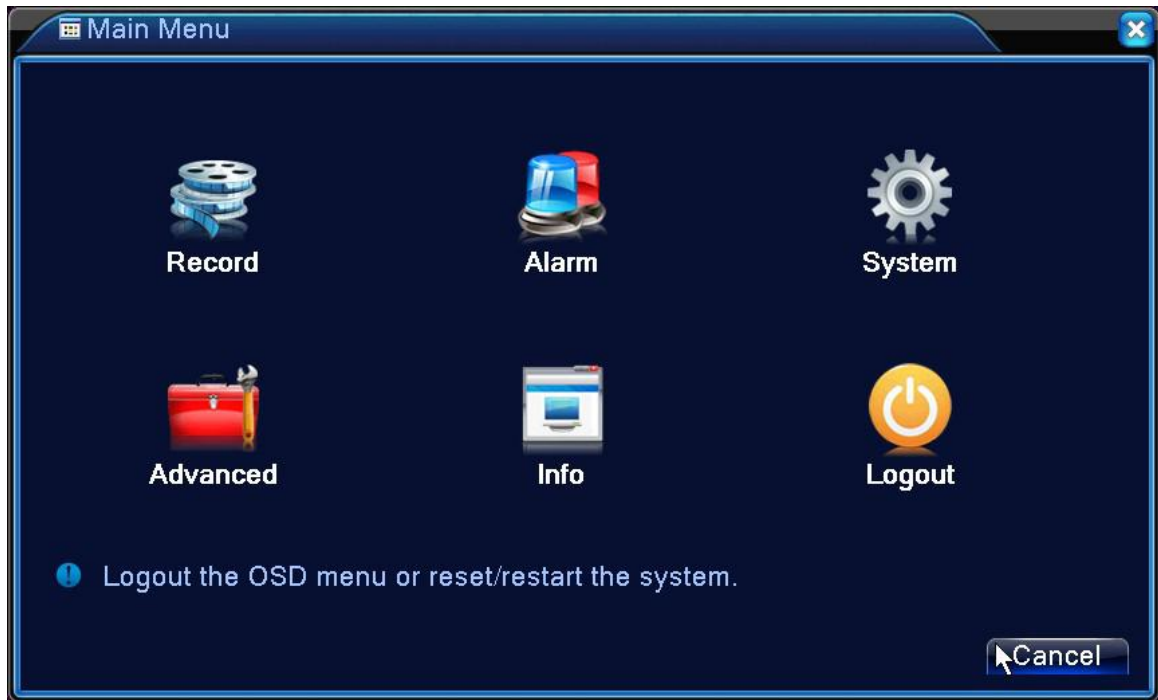 Main Menu
Record Alarm System
Advanced Info Logout
Logout the OSD menu or reset/restart the system.
Cancel